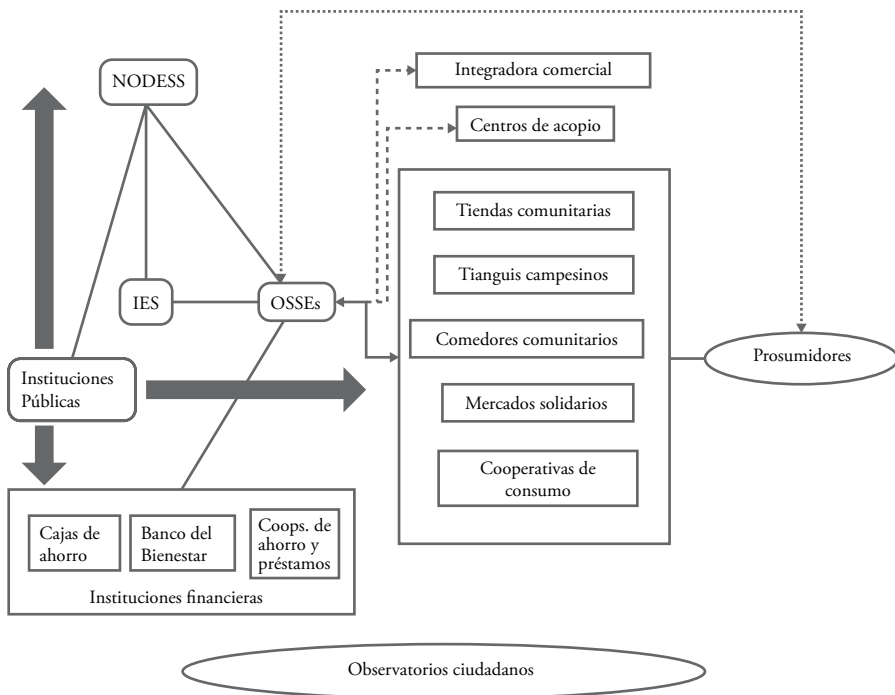 NODESS
Integradora comercial
Centros de acopio
Tiendas comunitarias
Tianguis campesinos
IES
OSSEs
Comedores comunitarios
Prosumidores
Instituciones
Públicas
Mercados solidarios
Cooperativas de
consumo
Cajas de
ahorro
Banco del
Bienestar
Coops. de
ahorro y
préstamos
Instituciones financieras
Observatorios ciudadanos